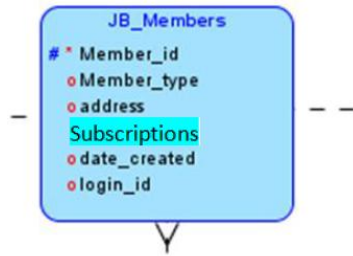 JB_Members
# * Member_id
o Member_type
o address
Subscriptions
o date_created
o login_id